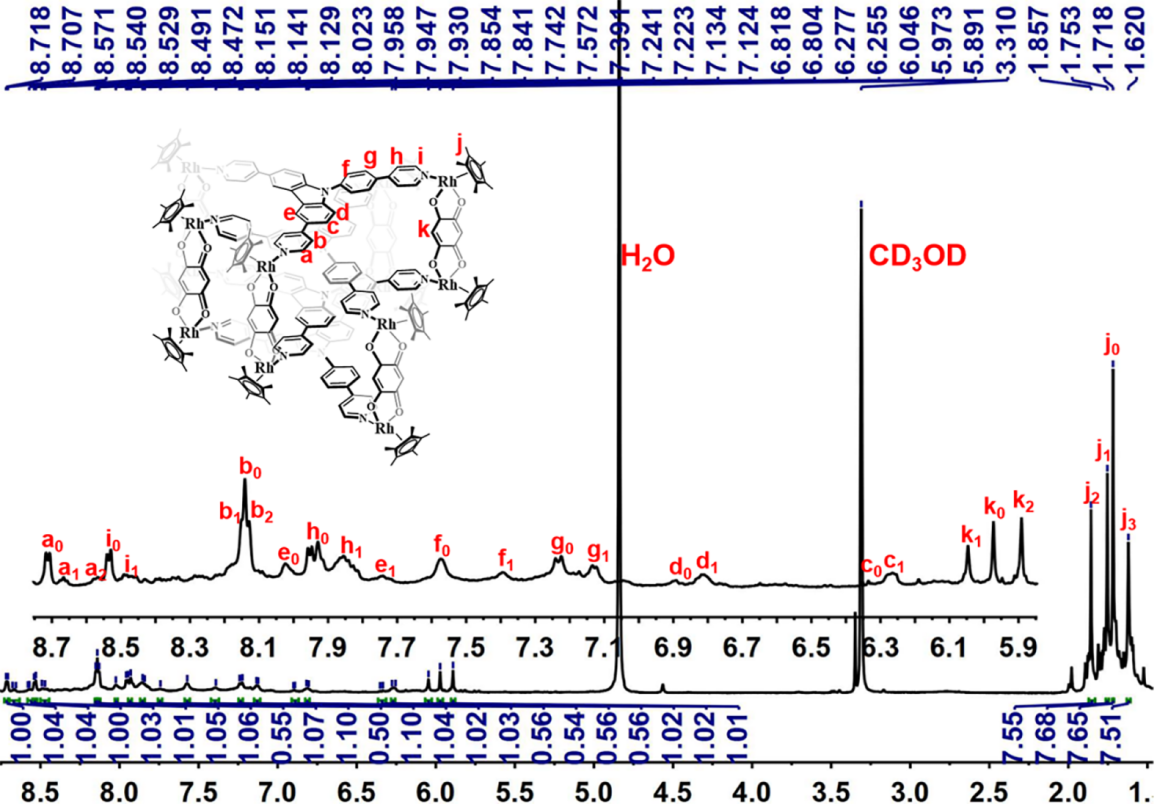 8.718 8.707 8.571 8.540 8.529 8.491 8.472 8.151 8.141 8.129 8.023 7.958 7.947 7.930 7.854 7.841 7.742 7.572 7.391 7.241 7.223 7.134 7.124 6.818 6.804 6.277 6.255 6.046 5.973 5.891 3.310 1.857 1.753 1.718 1.620
j
f g h i
Rh N N N Rh
O O O O
e d
Rh N c k
b
N a
Rh O O
N Rh
N Rh
Rh N
O O
Rh N
O O
N Rh
H₂O CD₃OD
j₀
j₁
j₂
j₃
b₀
b₁ b₂
a₀ i₀ e₀ h₀ h₁ f₀ g₀ g₁ k₁ k₀ k₂
a₁ a₂ i₁ e₁ f₁ d₀ d₁ c₀ c₁
8.7 8.5 8.3 8.1 7.9 7.7 7.5 7.3 7.1 6.9 6.7 6.5 6.3 6.1 5.9
1.00 1.04 1.04 1.00 1.03 1.01 1.05 1.06 0.55 1.07 1.10 0.50 1.10 1.04 1.02 1.03 0.56 0.54 0.56 0.56 1.02 1.02 1.01 7.55 7.68 7.65 7.51
8.5 8.0 7.5 7.0 6.5 6.0 5.5 5.0 4.5 4.0 3.5 3.0 2.5 2.0 1.